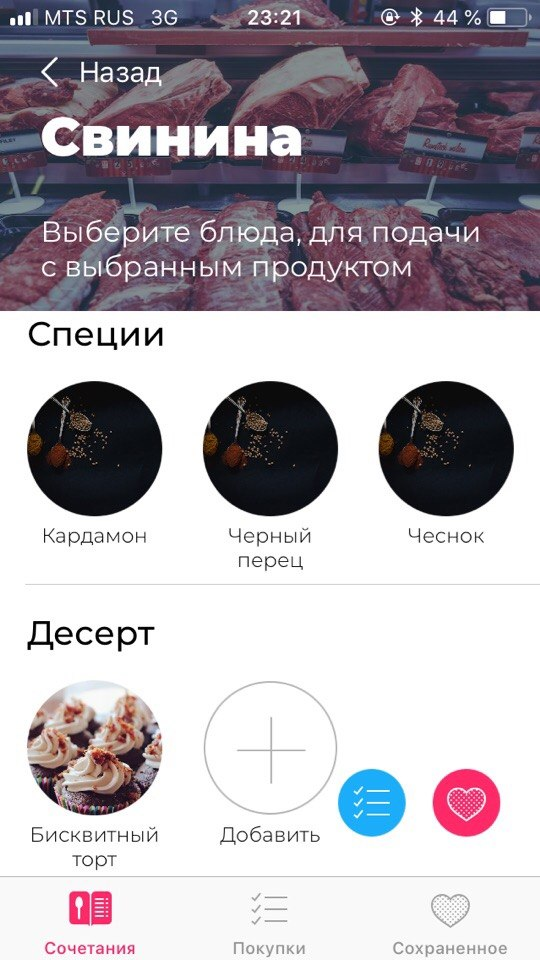 MTS RUS 3G 23:21 44 %
Назад
Свинина
Выберите блюда, для подачи
с выбранным продуктом
Специи
Кардамон
Черный
перец
Чеснок
Десерт
Бисквитный
торт
Добавить
Сочетания
Покупки
Сохраненное